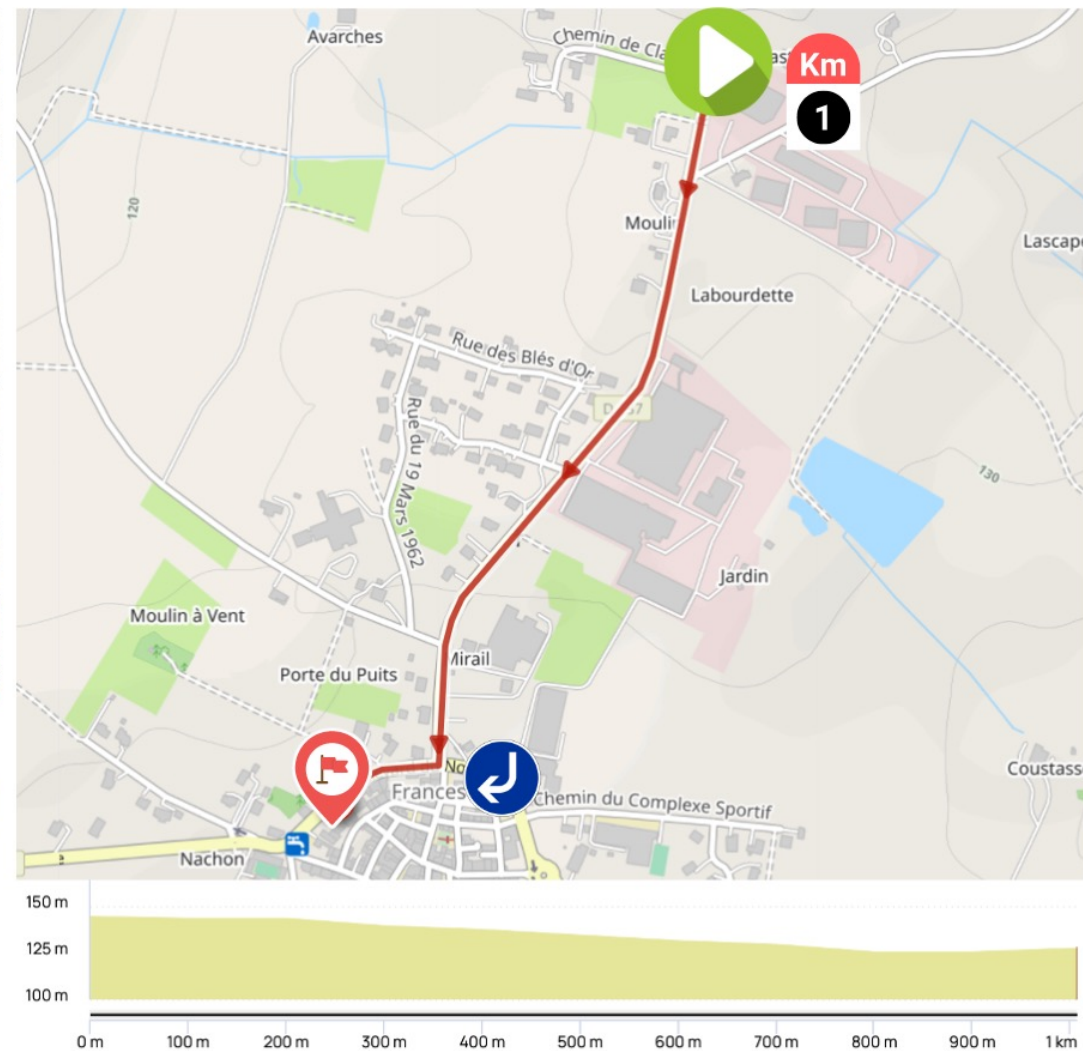 Avarches
Chemin de Cla
Km
1
120
Moulin
Lascape
Labourdette
Rue des Blés d'Or
Rue du 19 Mars 1962
130
Jardin
Moulin à Vent
Mirail
Porte du Puits
Coustass
No
Frances
Chemin du Complexe Sportif
Nachon
150 m
125 m
100 m
0 m 100 m 200 m 300 m 400 m 500 m 600 m 700 m 800 m 900 m 1 km